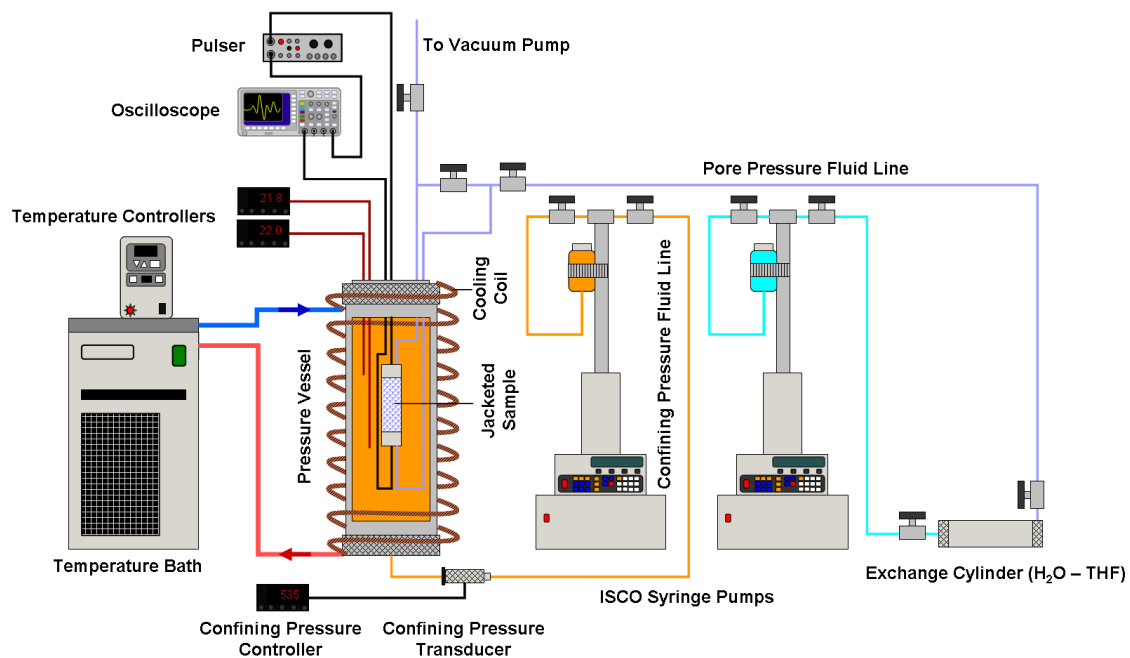 Pulser
To Vacuum Pump
Oscilloscope
Pore Pressure Fluid Line
21.8
Temperature Controllers
22.0
Cooling
Coil
Confining Pressure Fluid Line
Pressure Vessel
Jacketed
Sample
Temperature Bath
Exchange Cylinder (H₂O – THF)
535
ISCO Syringe Pumps
Confining Pressure
Controller
Confining Pressure
Transducer